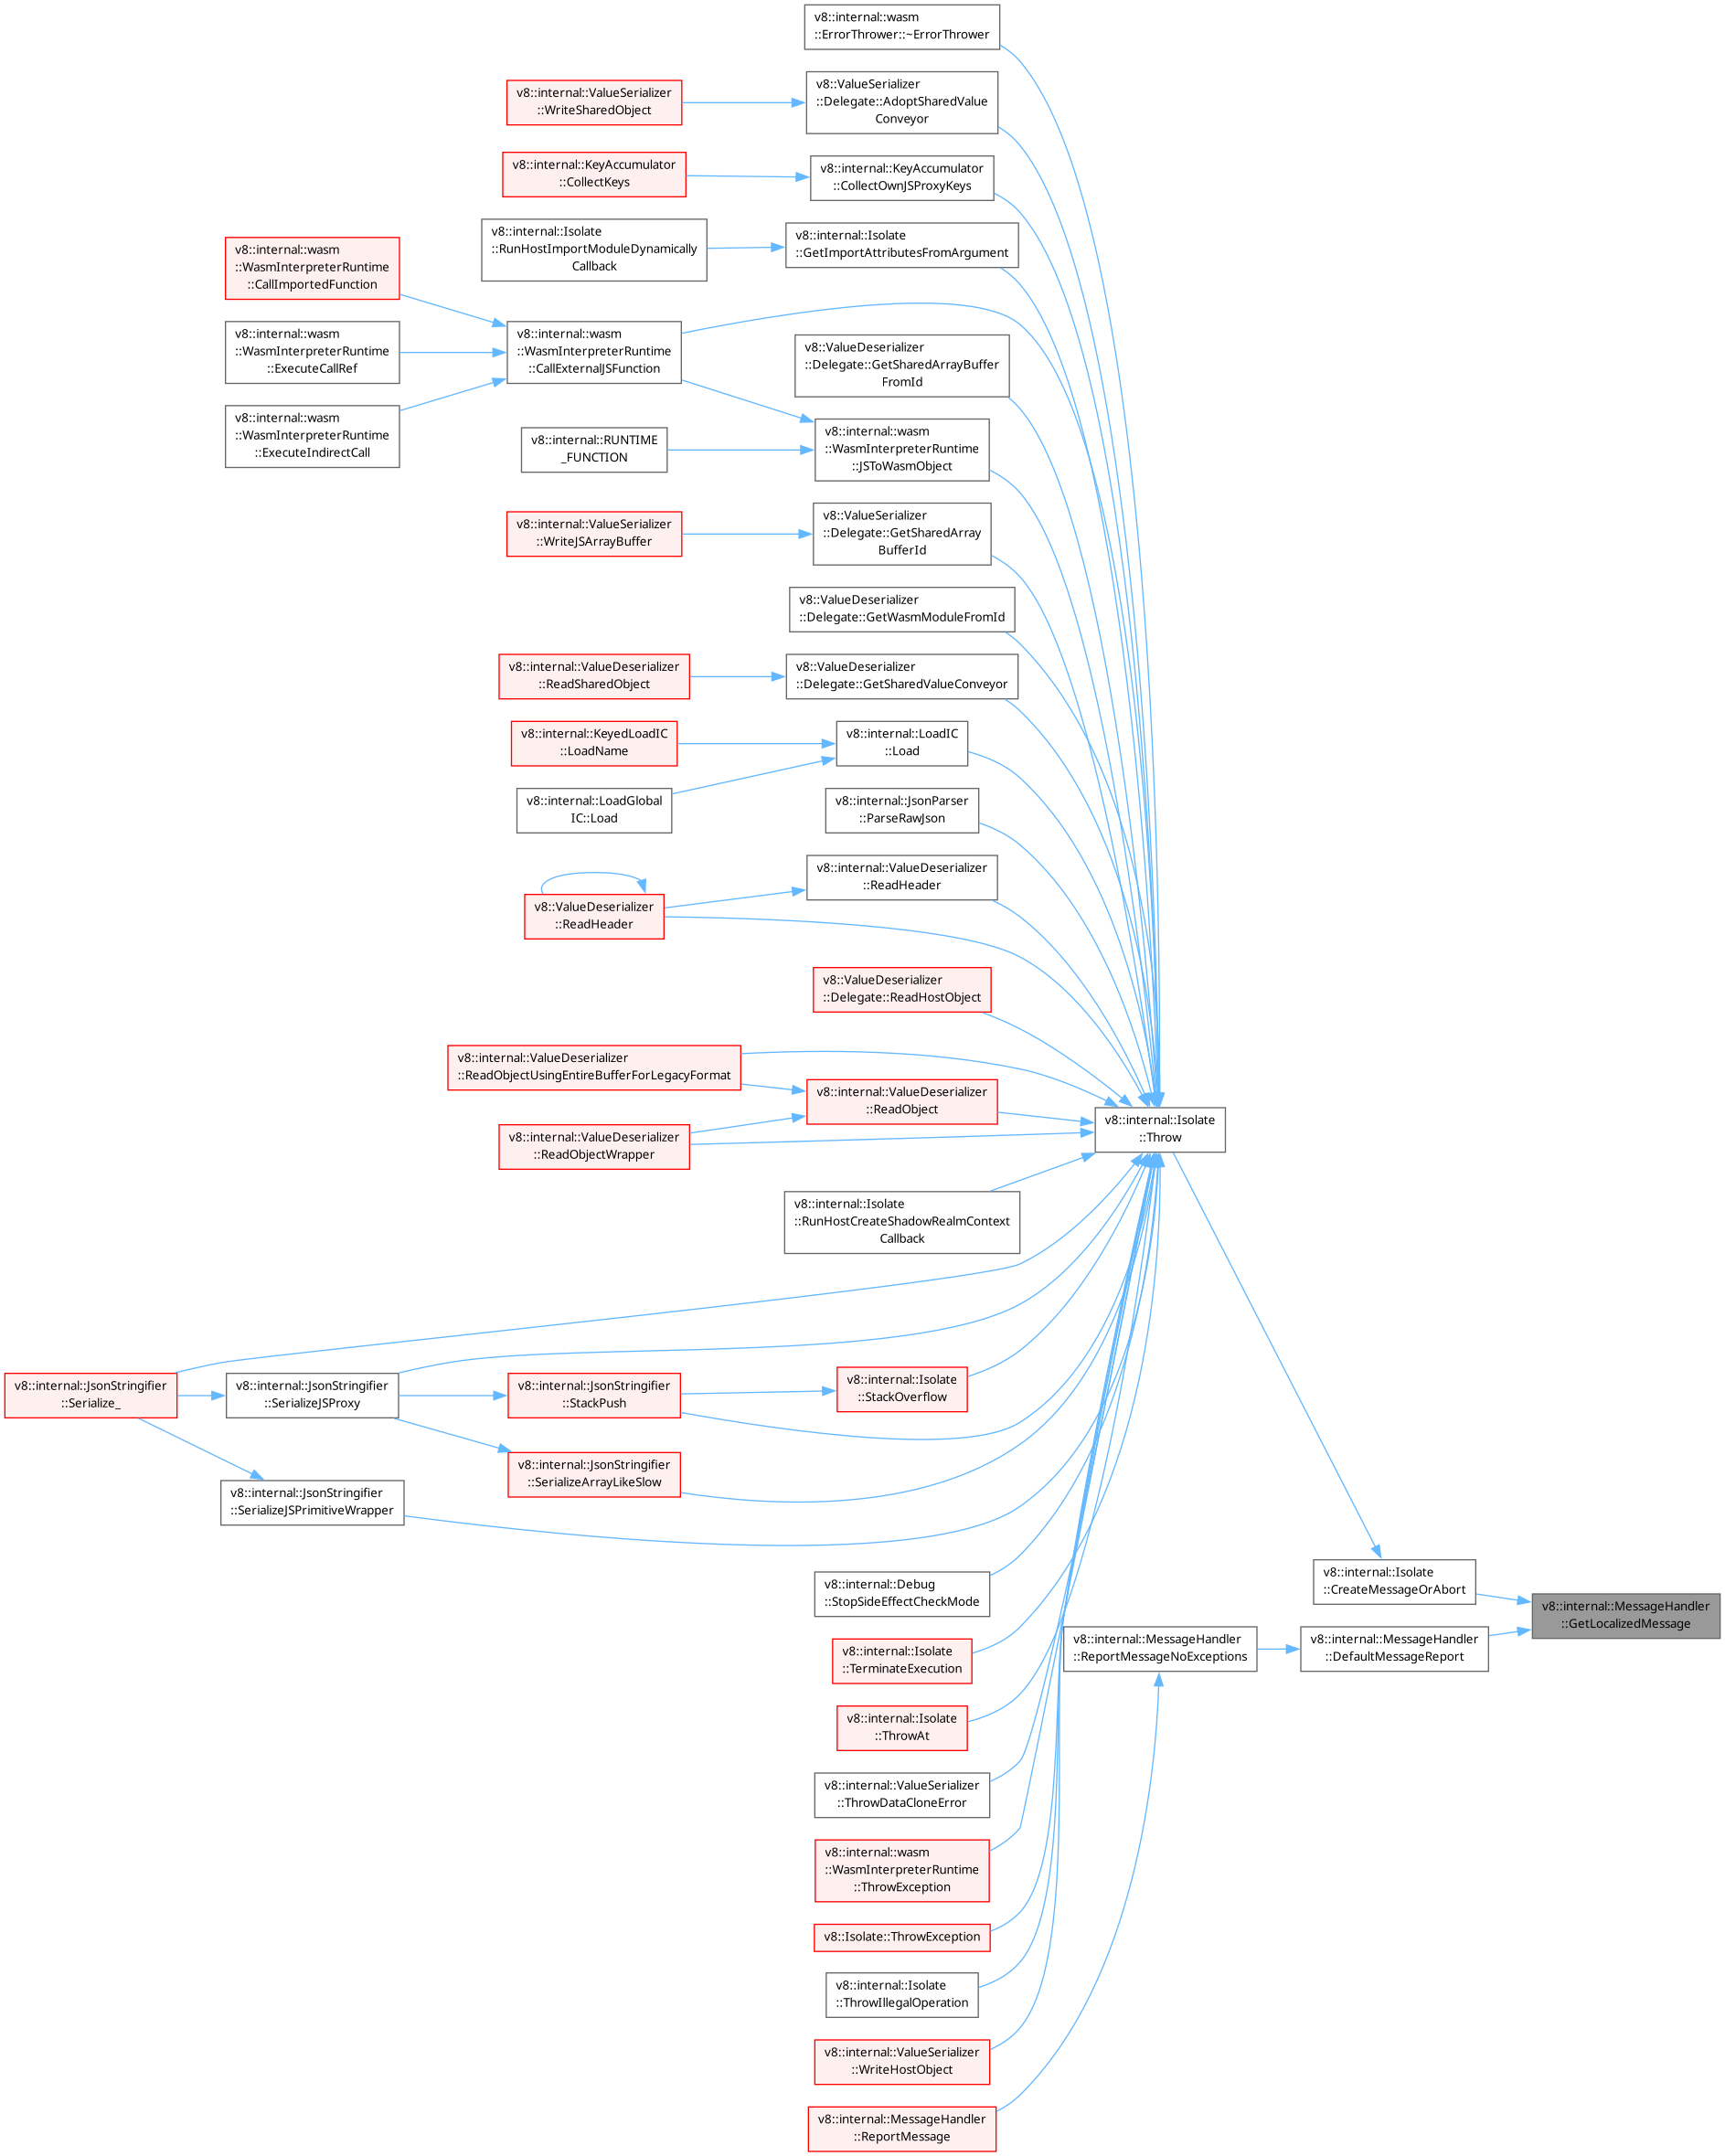 v8::internal::wasm
::ErrorThrower::~ErrorThrower
v8::ValueSerializer
::Delegate::AdoptSharedValue
Conveyor
v8::internal::ValueSerializer
::WriteSharedObject
v8::internal::KeyAccumulator
::CollectKeys
v8::internal::KeyAccumulator
::CollectOwnJSProxyKeys
v8::internal::Isolate
::RunHostImportModuleDynamically
Callback
v8::internal::Isolate
::GetImportAttributesFromArgument
v8::internal::wasm
::WasmInterpreterRuntime
::CallImportedFunction
v8::internal::wasm
::WasmInterpreterRuntime
::ExecuteCallRef
v8::internal::wasm
::WasmInterpreterRuntime
::CallExternalJSFunction
v8::ValueDeserializer
::Delegate::GetSharedArrayBuffer
FromId
v8::internal::wasm
::WasmInterpreterRuntime
::ExecuteIndirectCall
v8::internal::RUNTIME
_FUNCTION
v8::internal::wasm
::WasmInterpreterRuntime
::JSToWasmObject
v8::internal::ValueSerializer
::WriteJSArrayBuffer
v8::ValueSerializer
::Delegate::GetSharedArray
BufferId
v8::ValueDeserializer
::Delegate::GetWasmModuleFromId
v8::internal::ValueDeserializer
::ReadSharedObject
v8::ValueDeserializer
::Delegate::GetSharedValueConveyor
v8::internal::KeyedLoadIC
::LoadName
v8::internal::LoadIC
::Load
v8::internal::LoadGlobal
IC::Load
v8::internal::JsonParser
::ParseRawJson
v8::internal::ValueDeserializer
::ReadHeader
v8::ValueDeserializer
::ReadHeader
v8::ValueDeserializer
::Delegate::ReadHostObject
v8::internal::ValueDeserializer
::ReadObjectUsingEntireBufferForLegacyFormat
v8::internal::ValueDeserializer
::ReadObject
v8::internal::Isolate
::Throw
v8::internal::ValueDeserializer
::ReadObjectWrapper
v8::internal::Isolate
::RunHostCreateShadowRealmContext
Callback
v8::internal::JsonStringifier
::Serialize_
v8::internal::JsonStringifier
::SerializeJSProxy
v8::internal::JsonStringifier
::StackPush
v8::internal::Isolate
::StackOverflow
v8::internal::JsonStringifier
::SerializeArrayLikeSlow
v8::internal::JsonStringifier
::SerializeJSPrimitiveWrapper
v8::internal::Debug
::StopSideEffectCheckMode
v8::internal::Isolate
::CreateMessageOrAbort
v8::internal::MessageHandler
::GetLocalizedMessage
v8::internal::Isolate
::TerminateExecution
v8::internal::MessageHandler
::ReportMessageNoExceptions
v8::internal::MessageHandler
::DefaultMessageReport
v8::internal::Isolate
::ThrowAt
v8::internal::ValueSerializer
::ThrowDataCloneError
v8::internal::wasm
::WasmInterpreterRuntime
::ThrowException
v8::Isolate::ThrowException
v8::internal::Isolate
::ThrowIllegalOperation
v8::internal::ValueSerializer
::WriteHostObject
v8::internal::MessageHandler
::ReportMessage